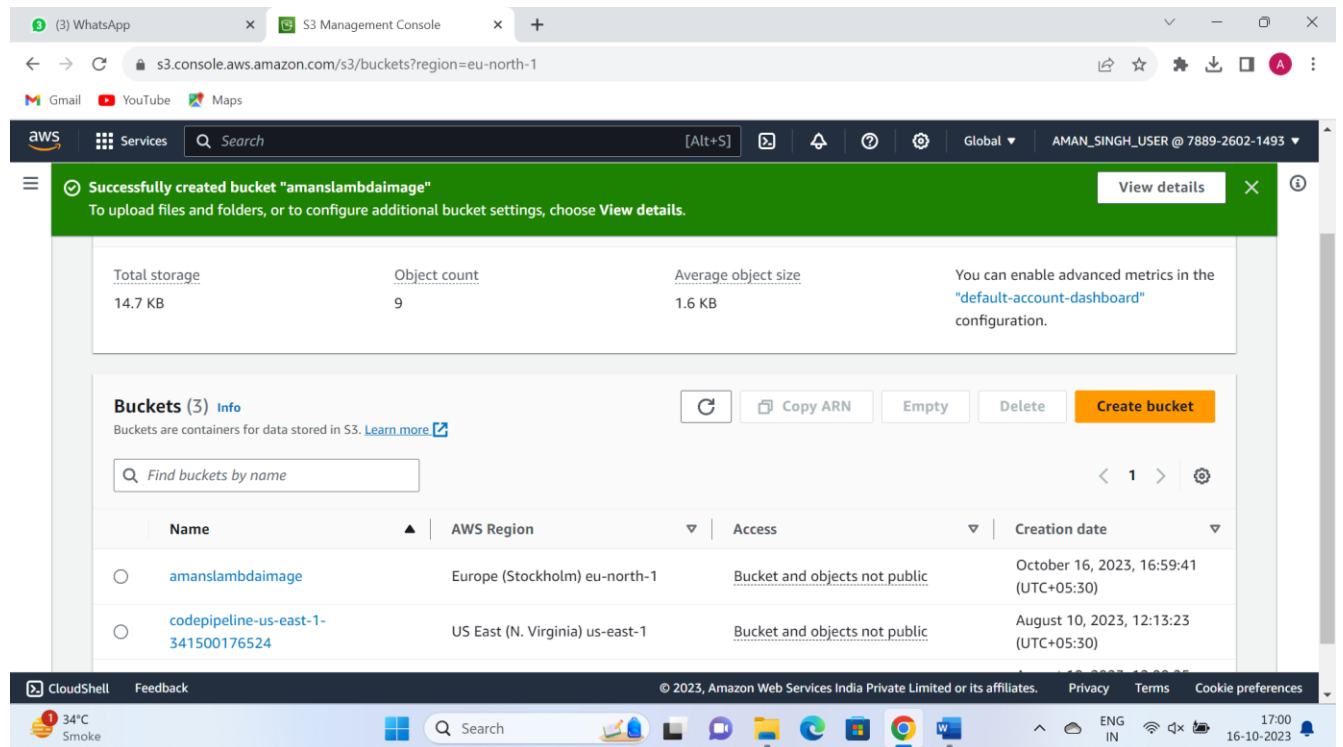 3 (3) WhatsApp
S3 Management Console
s3.console.aws.amazon.com/s3/buckets?region=eu-north-1
A
Gmail YouTube Maps
aws Services Search [Alt+S] Global AMAN_SINGH_USER @ 7889-2602-1493
Successfully created bucket "amanslambdaimage"
To upload files and folders, or to configure additional bucket settings, choose View details.
View details
Total storage Object count Average object size You can enable advanced metrics in the
14.7 KB 9 1.6 KB "default-account-dashboard"
configuration.
Buckets (3) Info
Copy ARN Empty Delete Create bucket
Buckets are containers for data stored in S3. Learn more
Find buckets by name
1
Name AWS Region Access Creation date
amanslambdaimage Europe (Stockholm) eu-north-1 Bucket and objects not public October 16, 2023, 16:59:41
(UTC+05:30)
codepipeline-us-east-1- US East (N. Virginia) us-east-1 Bucket and objects not public August 10, 2023, 12:13:23
341500176524 (UTC+05:30)
CloudShell Feedback © 2023, Amazon Web Services India Private Limited or its affiliates. Privacy Terms Cookie preferences
1 34°C Search ENG 17:00
Smoke IN 16-10-2023